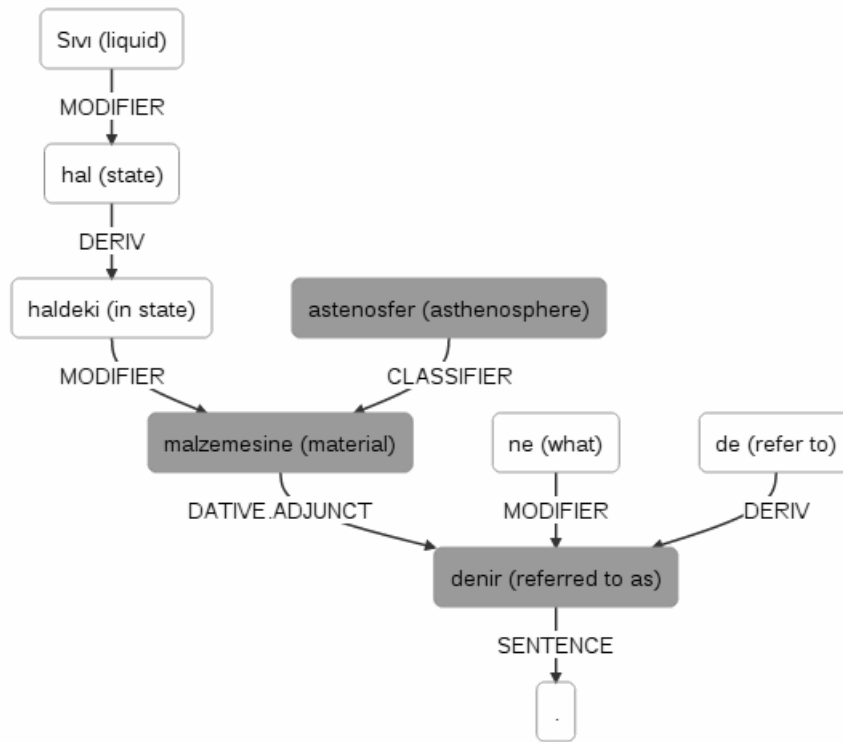 Sıvı (liquid)
MODIFIER
hal (state)
DERIV
haldeki (in state)
astenosfer (asthenosphere)
MODIFIER
CLASSIFIER
malzemesine (material)
ne (what)
de (refer to)
DATIVE.ADJUNCT
MODIFIER
DERIV
denir (referred to as)
SENTENCE
.